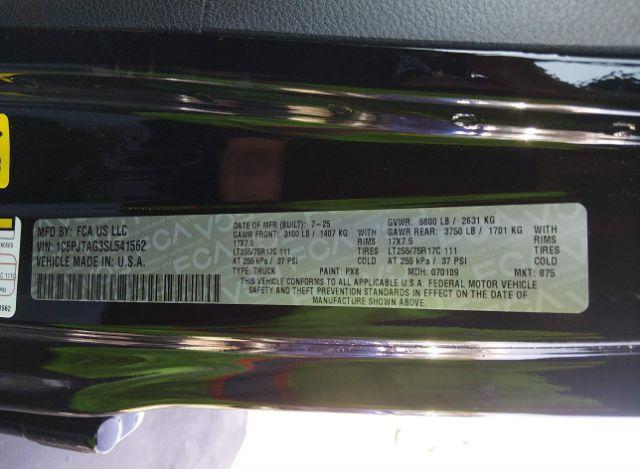 MFD BY: FCA US LLC
VIN: 1C6PJTAG3SL541562
VEHICLE MADE IN U.S.A.
DATE OF MFR (BUILT): 7-25
GVWR: 5800 LB / 2631 KG
GAWR FRONT: 3100 LB / 1407 KG
GAWR REAR: 3750 LB / 1701 KG
17X7.5
17X7.5
LT255/75R17C 111 TIRES
LT255/75R17C 111 TIRES
AT 255 kPa / 37 PSI COLD
AT 255 kPa / 37 PSI COLD
TYPE: TRUCK PAINT: PX8 MDH: 070109 MKT: 875
THIS VEHICLE CONFORMS TO ALL APPLICABLE U.S.A. FEDERAL MOTOR VEHICLE
SAFETY AND THEFT PREVENTION STANDARDS IN EFFECT ON THE DATE OF
MANUFACTURE SHOWN ABOVE.